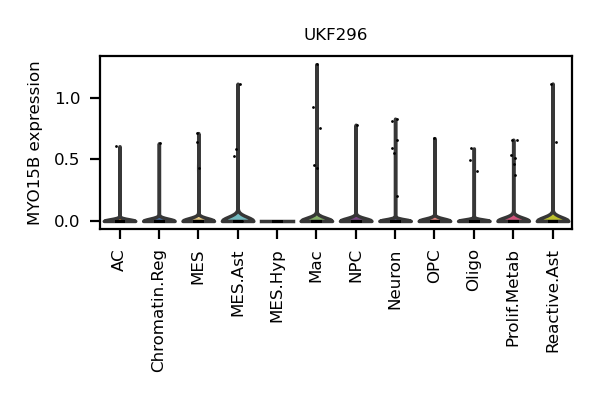 UKF296
MYO15B expression
1.0
0.5
0.0
AC
Chromatin.Reg
MES
MES.Ast
MES.Hyp
Mac
NPC
Neuron
OPC
Oligo
Prolif.Metab
Reactive.Ast